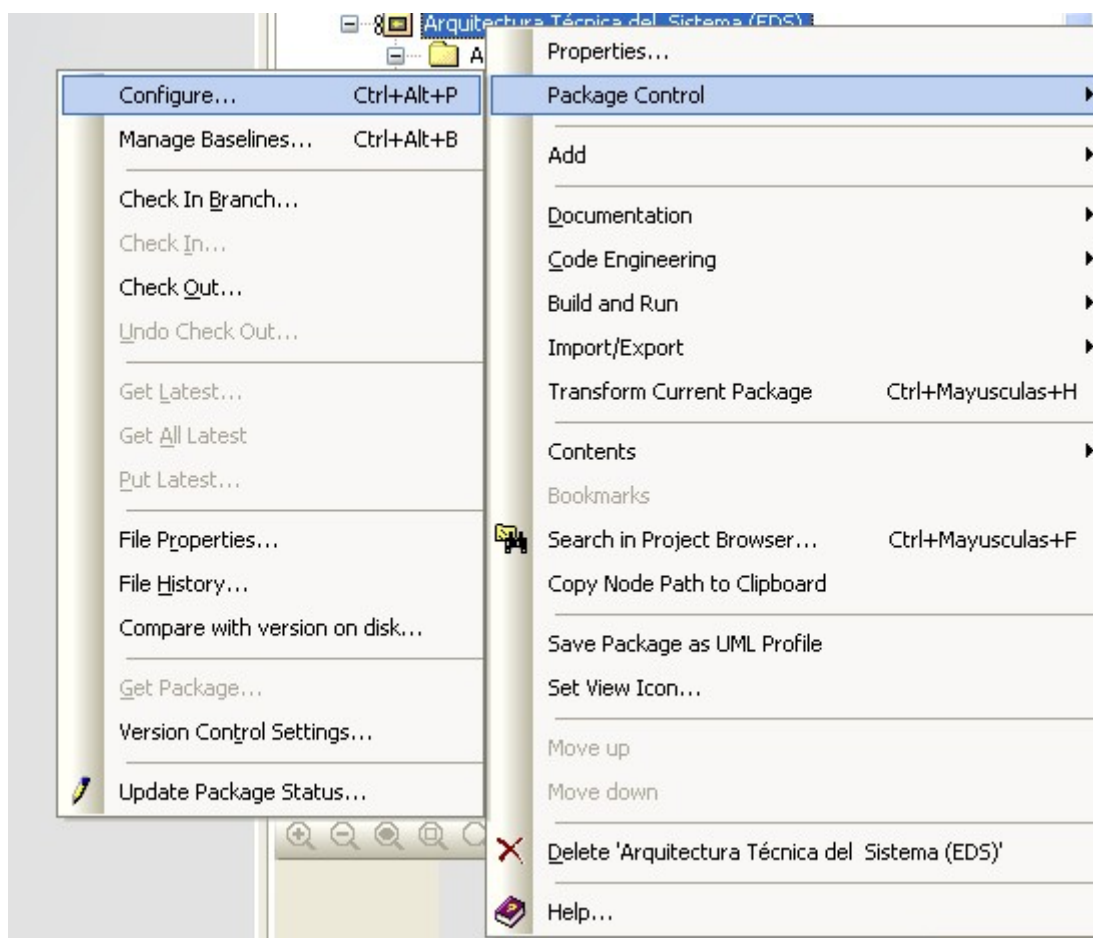 Arquitectura Técnica del Sistema (EDS)
A
Configure... Ctrl+Alt+P
Manage Baselines... Ctrl+Alt+B
Check In Branch...
Check In...
Check Out...
Undo Check Out...
Get Latest...
Get All Latest
Put Latest...
File Properties...
File History...
Compare with version on disk...
Get Package...
Version Control Settings...
Update Package Status...
Properties...
Package Control
Add
Documentation
Code Engineering
Build and Run
Import/Export
Transform Current Package Ctrl+Mayusculas+H
Contents
Bookmarks
Search in Project Browser... Ctrl+Mayusculas+F
Copy Node Path to Clipboard
Save Package as UML Profile
Set View Icon...
Move up
Move down
Delete 'Arquitectura Técnica del Sistema (EDS)'
Help...